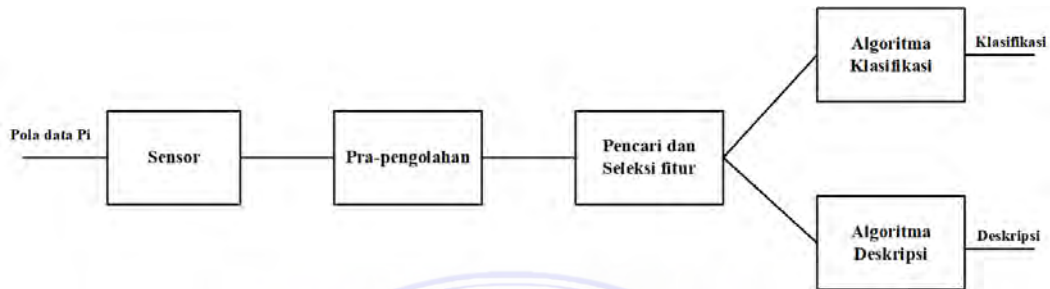 Pola data Pi
Sensor
Pra-pengolahan
Pencari dan
Seleksi fitur
Algoritma
Klasifikasi
Klasifikasi
Algoritma
Deskripsi
Deskripsi